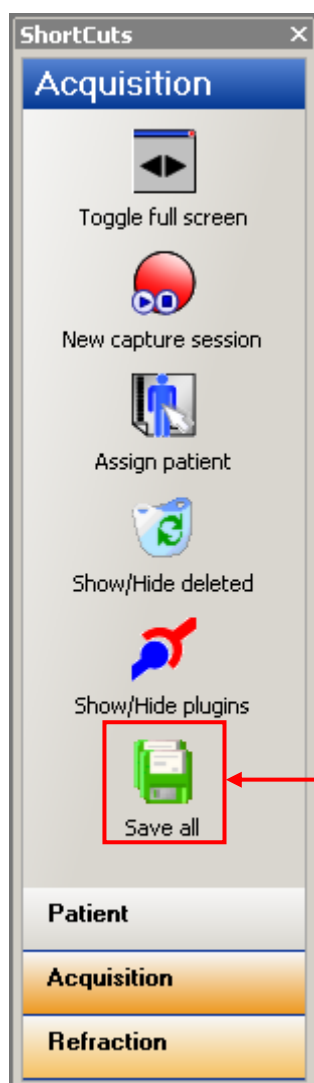 ShortCuts
Acquisition
Toggle full screen
New capture session
Assign patient
Show/Hide deleted
Show/Hide plugins
Save all
Patient
Acquisition
Refraction